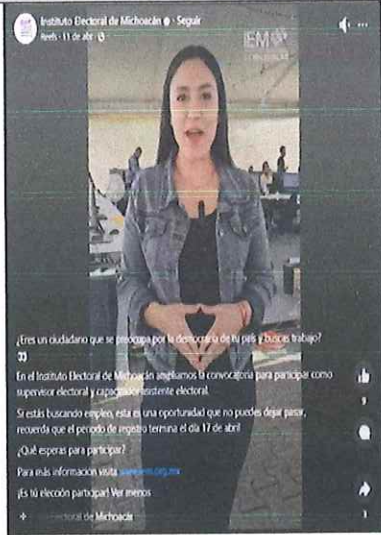 Instituto Electoral de Michoacán · Seguir
Reels · 11 de abr ·
IEM
¿Eres un ciudadano que se preocupa por la democracia de tu país y buscas trabajo?
En el Instituto Electoral de Michoacán ampliamos la convocatoria para participar como
supervisor electoral y capacitador asistente electoral.
Si estás buscando empleo, esta es una oportunidad que no puedes dejar pasar,
recuerda que el periodo de registro termina el día 17 de abril
¿Qué esperas para participar?
Para más información visita www.iem.org.mx
¡Es tú elección participar! Ver menos
Electoral de Michoacán